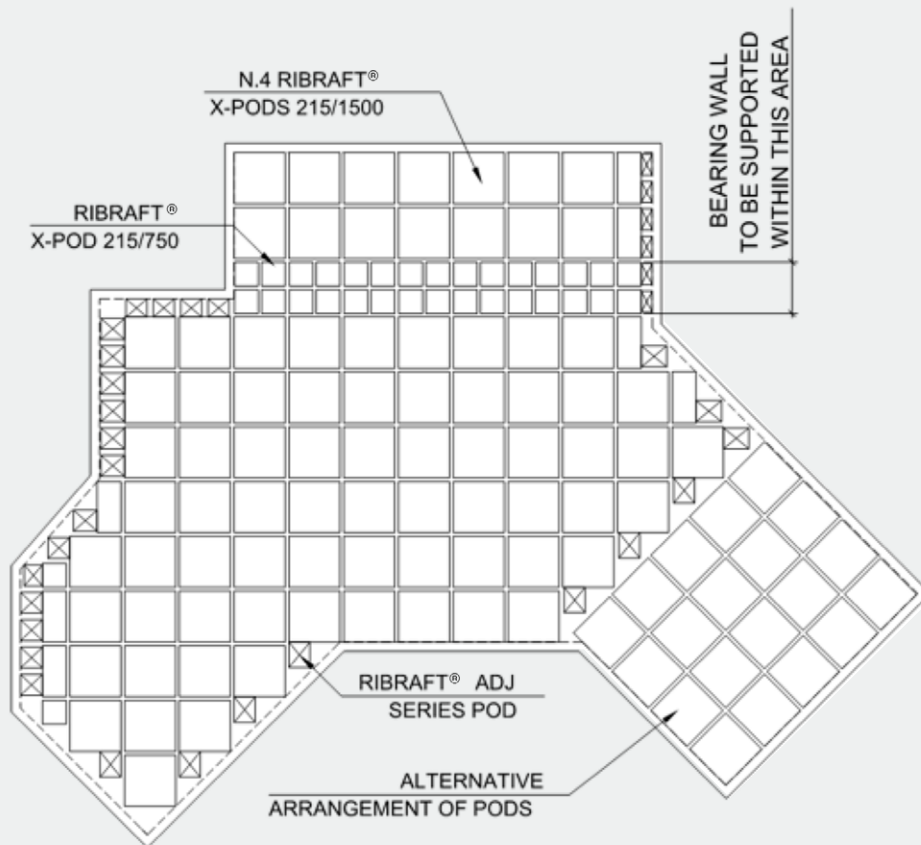 N.4 RIBRAFT®
X-PODS 215/1500
BEARING WALL
TO BE SUPPORTED
WITHIN THIS AREA
RIBRAFT®
X-POD 215/750
RIBRAFT® ADJ
SERIES POD
ALTERNATIVE
ARRANGEMENT OF PODS